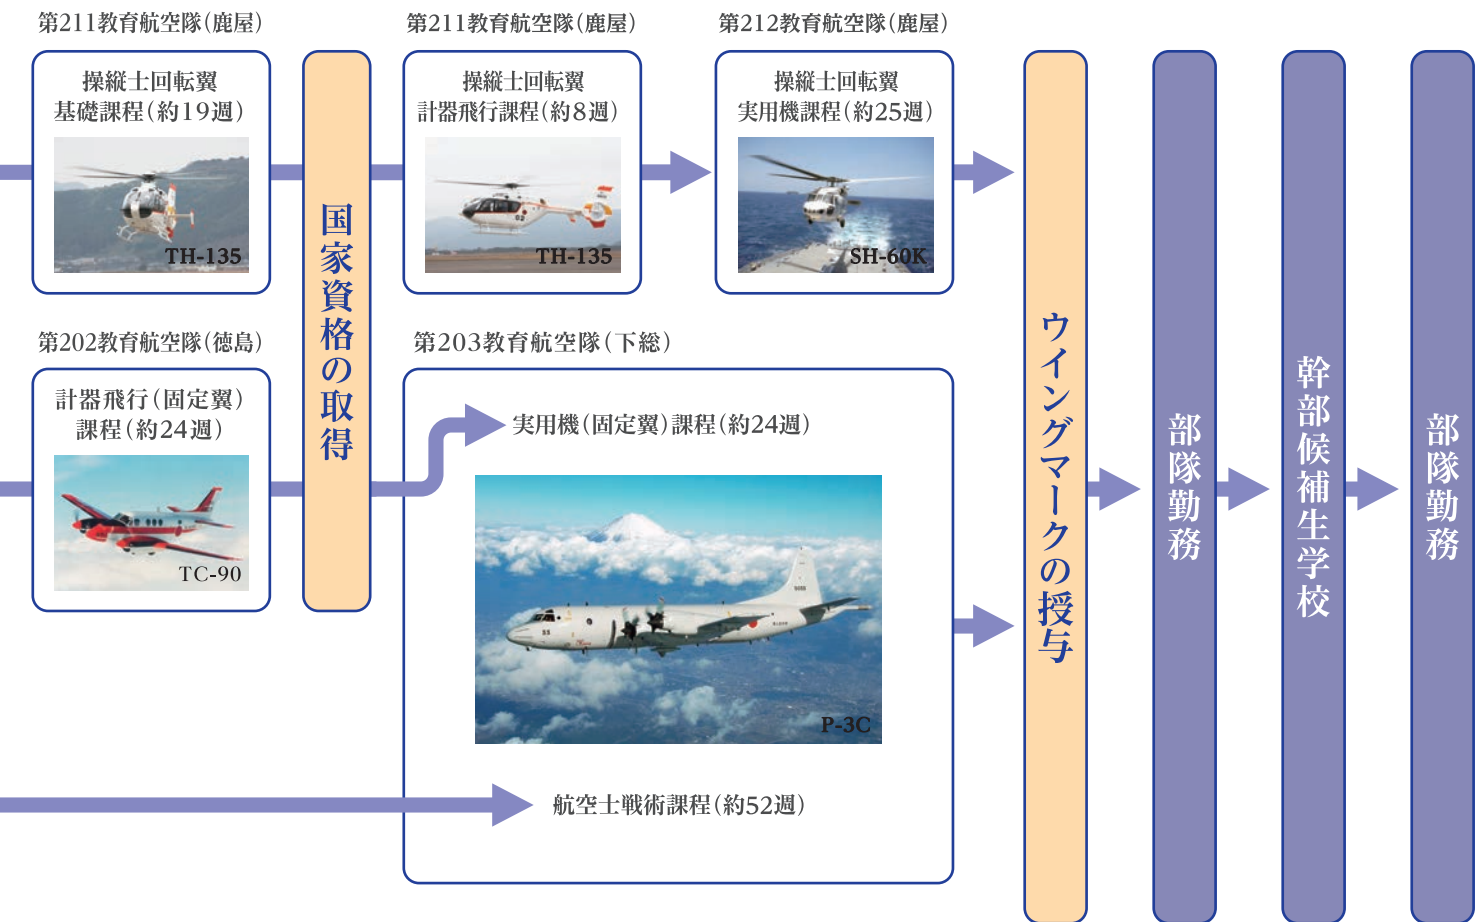 第211教育航空隊(鹿屋)
操縦士回転翼
基礎課程(約19週)
TH-135
第202教育航空隊(徳島)
計器飛行(固定翼)
課程(約24週)
TC-90
国家資格の取得
第211教育航空隊(鹿屋)
操縦士回転翼
計器飛行課程(約8週)
TH-135
第212教育航空隊(鹿屋)
操縦士回転翼
実用機課程(約25週)
SH-60K
第203教育航空隊(下総)
実用機(固定翼)課程(約24週)
P-3C
航空士戦術課程(約52週)
ウイングマークの授与
部隊勤務
幹部候補生学校
部隊勤務